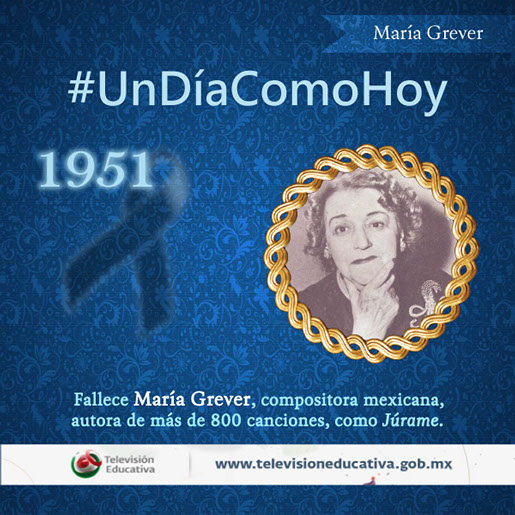 María Grever
#UnDíaComoHoy
1951
Fallece María Grever, compositora mexicana,
autora de más de 800 canciones, como Júrame.
Televisión
Educativa
www.televisioneducativa.gob.mx